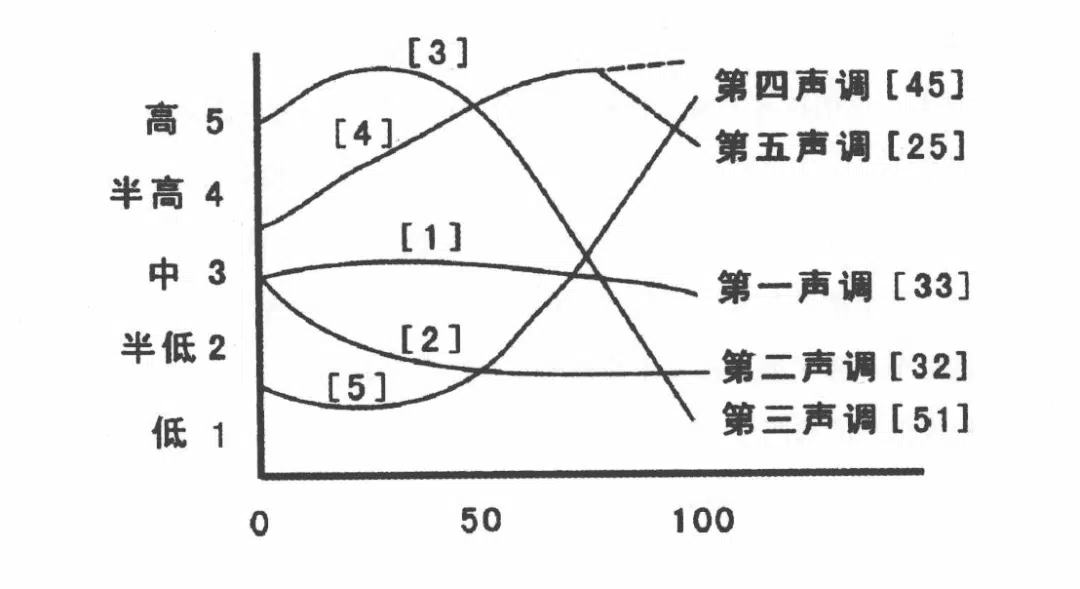 [3]
第四声调[45]
高 5
[4]
第五声调[25]
半高 4
[1]
中 3
第一声调[33]
半低 2
[2]
第二声调[32]
[5]
第三声调[51]
低 1
0 50 100